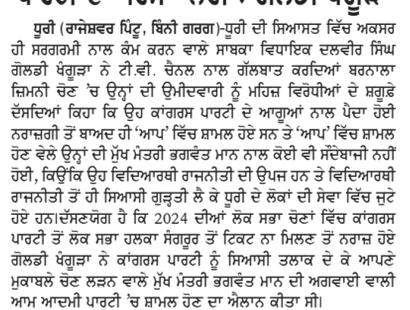 ਧੂਰੀ (ਰਾਜੇਸ਼ਵਰ ਪਿੰਟੂ, ਬਿੰਨੀ ਗਰਗ)-ਧੂਰੀ ਦੀ ਸਿਆਸਤ ਵਿੱਚ ਅਕਸਰ
ਹੀ ਸਰਗਰਮੀ ਨਾਲ ਕੰਮ ਕਰਨ ਵਾਲੇ ਸਾਬਕਾ ਵਿਧਾਇਕ ਦਲਵੀਰ ਸਿੰਘ
ਗੋਲਡੀ ਖੰਗੂੜਾ ਨੇ ਟੀ.ਵੀ. ਚੈਨਲ ਨਾਲ ਗੱਲਬਾਤ ਕਰਦਿਆਂ ਬਰਨਾਲਾ
ਜ਼ਿਮਨੀ ਚੋਣ 'ਚ ਉਨ੍ਹਾਂ ਦੀ ਉਮੀਦਵਾਰੀ ਨੂੰ ਮਹਿਜ਼ ਵਿਰੋਧੀਆਂ ਦੇ ਸ਼ਗੂਫ਼ੇ
ਦੱਸਦਿਆਂ ਕਿਹਾ ਕਿ ਉਹ ਕਾਂਗਰਸ ਪਾਰਟੀ ਦੇ ਆਗੂਆਂ ਨਾਲ ਪੈਦਾ ਹੋਈ
ਨਰਾਜ਼ਗੀ ਤੋਂ ਬਾਅਦ ਹੀ 'ਆਪ' ਵਿੱਚ ਸ਼ਾਮਲ ਹੋਏ ਸਨ ਤੇ 'ਆਪ' ਵਿੱਚ ਸ਼ਾਮਲ
ਹੋਣ ਵੇਲੇ ਉਨ੍ਹਾਂ ਦੀ ਮੁੱਖ ਮੰਤਰੀ ਭਗਵੰਤ ਮਾਨ ਨਾਲ ਕੋਈ ਵੀ ਸੌਦੇਬਾਜੀ ਨਹੀਂ
ਹੋਈ, ਕਿਉਂਕਿ ਉਹ ਵਿਦਿਆਰਥੀ ਰਾਜਨੀਤੀ ਦੀ ਉਪਜ ਹਨ ਤੇ ਵਿਦਿਆਰਥੀ
ਰਾਜਨੀਤੀ ਤੋਂ ਹੀ ਸਿਆਸੀ ਗੁੜ੍ਹਤੀ ਲੈ ਕੇ ਧੂਰੀ ਦੇ ਲੋਕਾਂ ਦੀ ਸੇਵਾ ਵਿੱਚ ਜੁਟੇ
ਹੋਏ ਹਨ।ਦੱਸਣਯੋਗ ਹੈ ਕਿ 2024 ਦੀਆਂ ਲੋਕ ਸਭਾ ਚੋਣਾਂ ਵਿੱਚ ਕਾਂਗਰਸ
ਪਾਰਟੀ ਤੋਂ ਲੋਕ ਸਭਾ ਹਲਕਾ ਸੰਗਰੂਰ ਤੋਂ ਟਿਕਟ ਨਾ ਮਿਲਣ ਤੋਂ ਨਰਾਜ਼ ਹੋਏ
ਗੋਲਡੀ ਖੰਗੂੜਾ ਨੇ ਕਾਂਗਰਸ ਪਾਰਟੀ ਨੂੰ ਸਿਆਸੀ ਤਲਾਕ ਦੇ ਕੇ ਆਪਣੇ
ਮੁਕਾਬਲੇ ਚੋਣ ਲੜਨ ਵਾਲੇ ਮੁੱਖ ਮੰਤਰੀ ਭਗਵੰਤ ਮਾਨ ਦੀ ਅਗਵਾਈ ਵਾਲੀ
ਆਮ ਆਦਮੀ ਪਾਰਟੀ 'ਚ ਸ਼ਾਮਲ ਹੋਣ ਦਾ ਐਲਾਨ ਕੀਤਾ ਸੀ।